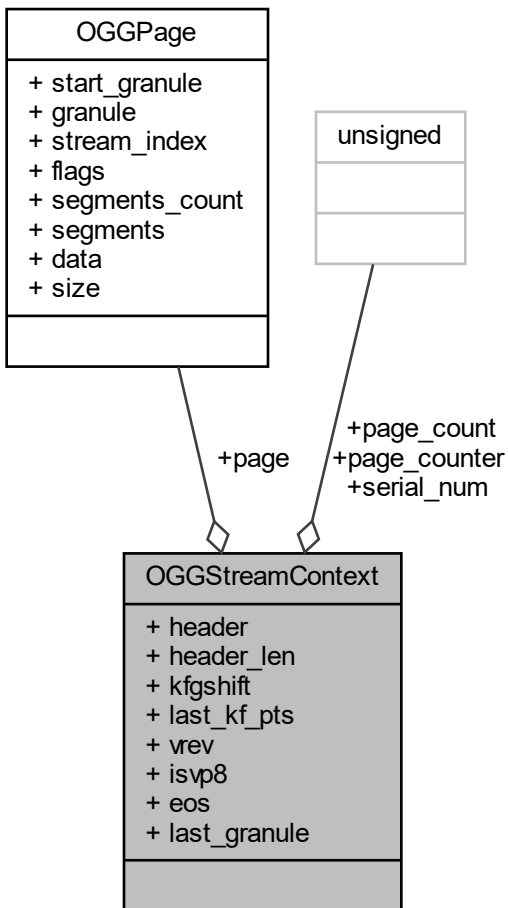 OGGPage
+ start_granule
+ granule
+ stream_index
+ flags
+ segments_count
+ segments
+ data
+ size
unsigned
+page
+page_count
+page_counter
+serial_num
OGGStreamContext
+ header
+ header_len
+ kfgshift
+ last_kf_pts
+ vrev
+ isvp8
+ eos
+ last_granule